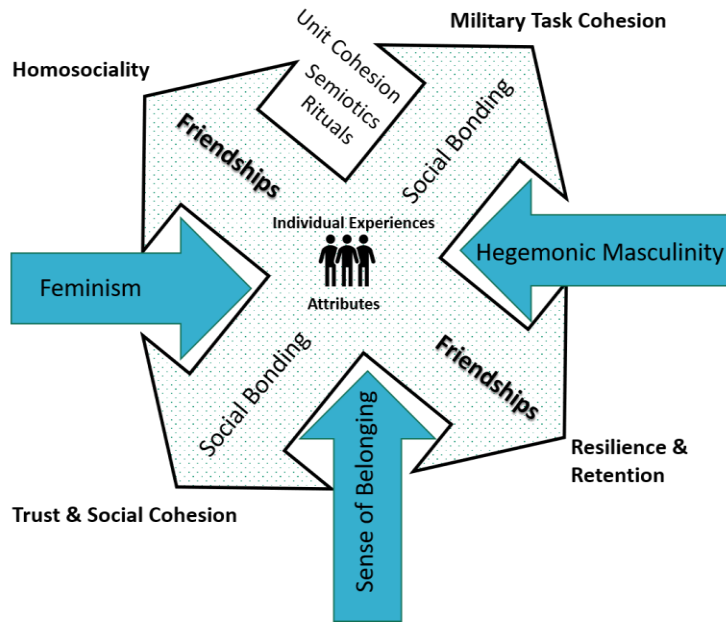 Military Task Cohesion
Homosociality
Unit Cohesion
Semiotics
Rituals
Friendships
Social Bonding
Individual Experiences
Attributes
Feminism
Hegemonic Masculinity
Social Bonding
Friendships
Sense of Belonging
Resilience &
Retention
Trust & Social Cohesion